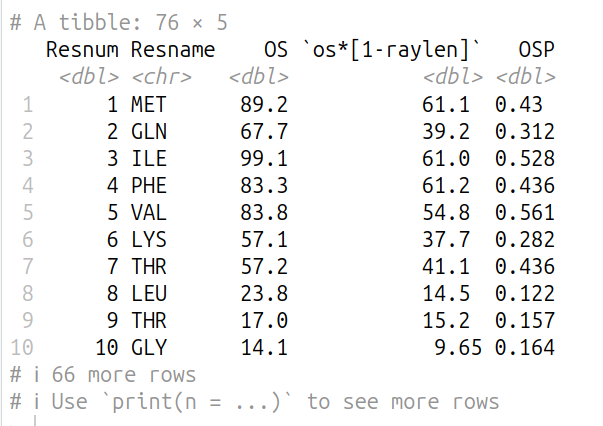 # A tibble: 76 × 5
Resnum Resname OS `os*[1-raylen]` OSP
<dbl> <chr> <dbl> <dbl> <dbl>
1 1 MET 89.2 61.1 0.43
2 2 GLN 67.7 39.2 0.312
3 3 ILE 99.1 61.0 0.528
4 4 PHE 83.3 61.2 0.436
5 5 VAL 83.8 54.8 0.561
6 6 LYS 57.1 37.7 0.282
7 7 THR 57.2 41.1 0.436
8 8 LEU 23.8 14.5 0.122
9 9 THR 17.0 15.2 0.157
10 10 GLY 14.1 9.65 0.164
# ℹ 66 more rows
# ℹ Use `print(n = ...)` to see more rows